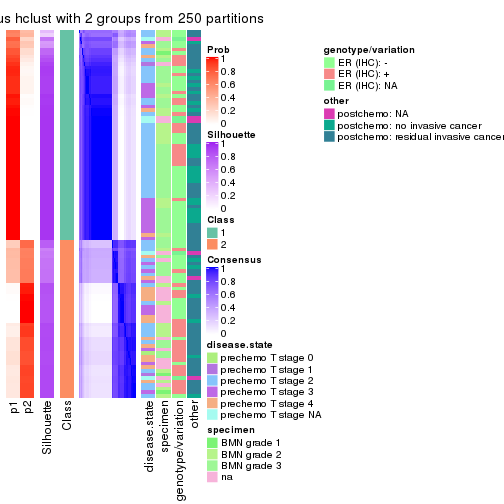 us hclust with 2 groups from 250 partitions
Prob
1
0.8
0.6
0.4
0.2
0
Silhouette
1
0.8
0.6
0.4
0.2
0
Class
1
2
Consensus
1
0.8
0.6
0.4
0.2
0
disease.state
prechemo T stage 0
prechemo T stage 1
prechemo T stage 2
prechemo T stage 3
prechemo T stage 4
prechemo T stage NA
specimen
BMN grade 1
BMN grade 2
BMN grade 3
na
genotype/variation
ER (IHC): -
ER (IHC): +
ER (IHC): NA
other
postchemo: NA
postchemo: no invasive cancer
postchemo: residual invasive cancer
p1
p2
Silhouette
Class
disease.state
specimen
genotype/variation
other